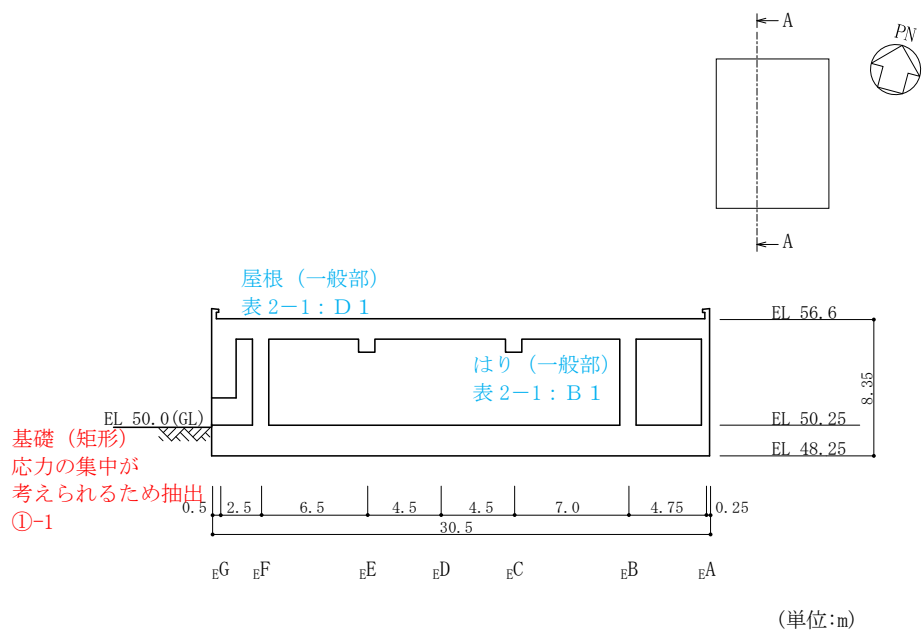 A
PN
A
屋根(一般部)
表2-1:D1
EL 56.6
はり(一般部)
表2-1:B1
8.35
EL 50.0(GL)
EL 50.25
基礎(矩形)
応力の集中が
考えられるため抽出
①-1
EL 48.25
0.5 2.5 6.5 4.5 4.5 7.0 4.75 0.25
30.5
EG EF EE ED EC EB EA
(単位:m)